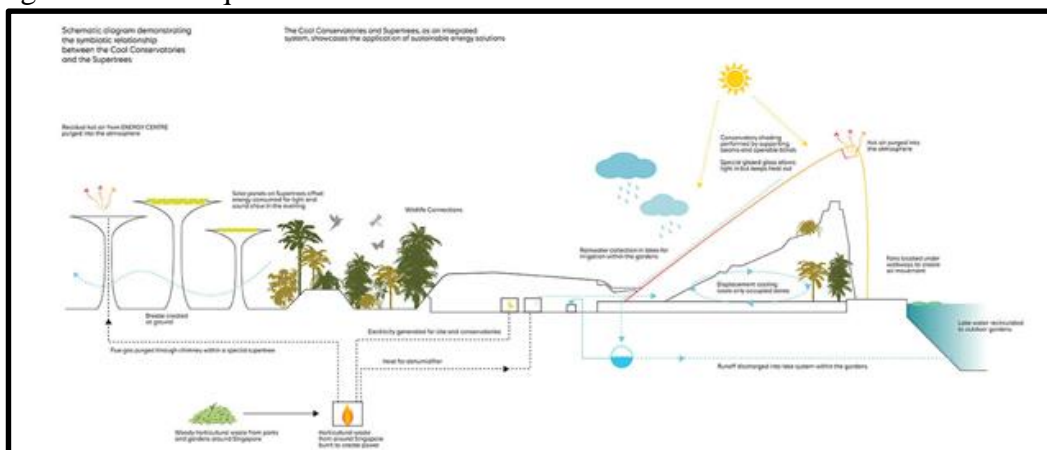 Schematic diagram demonstrating
the symbiotic relationship
between the Cool Conservatories
and the Supertrees
The Cool Conservatories and Supertrees, as an integrated
system, showcases the application of sustainable energy solutions
Residual hot air from ENERGY CENTRE
purged into the atmosphere
Solar panels on Supertrees offset
energy consumed for light and
sound show in the evening
Wildlife Connections
Conservatory shading
performed by supporting
beams and operable blinds
Special glazed glass allows
light in but keeps heat out
Hot air purged into
the atmosphere
Rainwater collection in lakes for
irrigation within the gardens
Displacement cooling
cools only occupied zones
Fans located under
walkways to create
air movement
Breeze created
at ground
Electricity generated for site and conservatories
Lake water recirculated
to outdoor gardens
Flue gas purged through chimney within a special supertree
Heat for dehumidifier
Runoff discharged into lake system within the gardens
Woody horticultural waste from parks
and gardens around Singapore
Horticultural waste
from around Singapore
burnt to create power